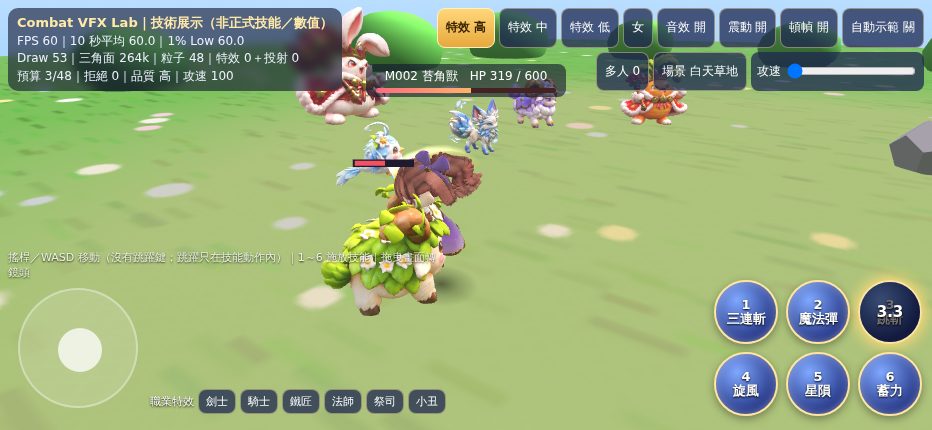 Combat VFX Lab｜技術展示（非正式技能／數值）
FPS 60｜10 秒平均 60.0｜1% Low 60.0
Draw 53｜三角面 264k｜粒子 48｜特效 0＋投射 0
預算 3/48｜拒絕 0｜品質 高｜攻速 100
特效 高
特效 中
特效 低
女
音效 開
震動 開
頓幀 開
自動示範 關
多人 0
場景 白天草地
攻速
M002 苔角獸 HP 319 / 600
搖桿／WASD 移動（沒有跳躍鍵；跳躍只在技能動作內）｜1～6 施放技能｜拖曳畫面轉
鏡頭
1
三連斬
2
魔法彈
3
3.3
跳斬
4
旋風
5
星隕
6
蓄力
職業特效
劍士
騎士
鐵匠
法師
祭司
小丑